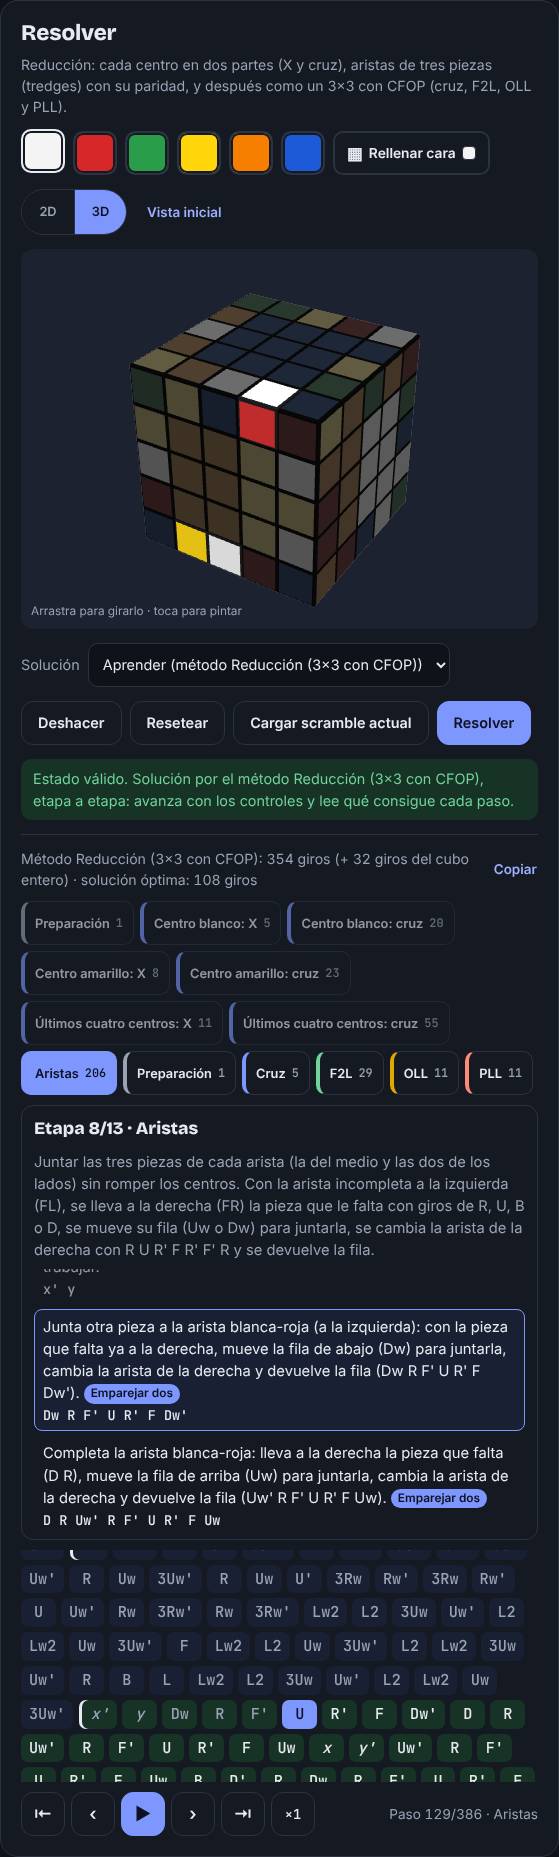 Resolver
Reducción: cada centro en dos partes (X y cruz), aristas de tres piezas
(tredges) con su paridad, y después como un 3×3 con CFOP (cruz, F2L, OLL
y PLL).
Rellenar cara
2D 3D Vista inicial
Arrastra para girarlo · toca para pintar
Solución Aprender (método Reducción (3×3 con CFOP))
Deshacer Resetear Cargar scramble actual Resolver
Estado válido. Solución por el método Reducción (3×3 con CFOP),
etapa a etapa: avanza con los controles y lee qué consigue cada paso.
Método Reducción (3×3 con CFOP): 354 giros (+ 32 giros del cubo
entero) · solución óptima: 108 giros
Copiar
Preparación 1 Centro blanco: X 5 Centro blanco: cruz 20
Centro amarillo: X 8 Centro amarillo: cruz 23
Últimos cuatro centros: X 11 Últimos cuatro centros: cruz 55
Aristas 206 Preparación 1 Cruz 5 F2L 29 OLL 11 PLL 11
Etapa 8/13 · Aristas
Juntar las tres piezas de cada arista (la del medio y las dos de los
lados) sin romper los centros. Con la arista incompleta a la izquierda
(FL), se lleva a la derecha (FR) la pieza que le falta con giros de R, U, B
o D, se mueve su fila (Uw o Dw) para juntarla, se cambia la arista de la
derecha con R U R' F R' F' R y se devuelve la fila.
trabajar.
x' y
Junta otra pieza a la arista blanca-roja (a la izquierda): con la pieza
que falta ya a la derecha, mueve la fila de abajo (Dw) para juntarla,
cambia la arista de la derecha y devuelve la fila (Dw R F' U R' F
Dw'). Emparejar dos
Dw R F' U R' F Dw'
Completa la arista blanca-roja: lleva a la derecha la pieza que falta
(D R), mueve la fila de arriba (Uw') para juntarla, cambia la arista de
la derecha y devuelve la fila (Uw' R F' U R' F Uw). Emparejar dos
D R Uw' R F' U R' F Uw
Uw' R Uw 3Uw' R Uw U' 3Rw Rw' 3Rw Rw'
U Uw' Rw 3Rw' Rw 3Rw' Lw2 L2 3Uw Uw' L2
Lw2 Uw 3Uw' F Lw2 L2 Uw 3Uw' L2 Lw2 3Uw
Uw' R B L Lw2 L2 3Uw Uw' L2 Lw2 Uw
3Uw' x' y Dw R F' U R' F Dw' D R
Uw' R F' U R' F Uw x y' Uw' R F'
U R' F Uw B D' R Dw R F' U R' F
×1
Paso 129/386 · Aristas